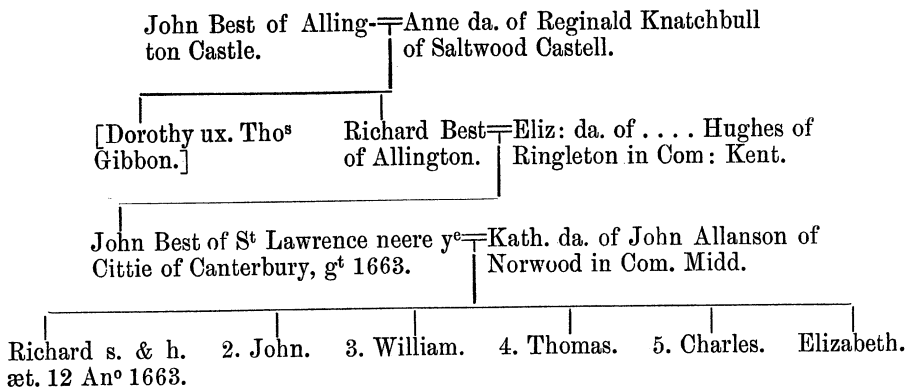 John Best of Alling- Anne da. of Reginald Knatchbull
ton Castle. of Saltwood Castell.
[Dorothy ux. Thoˢ Richard Best Eliz: da. of . . . . Hughes of
Gibbon.] of Allington. Ringleton in Com: Kent.
John Best of Sᵗ Lawrence neere yᵉ Kath. da. of John Allanson of
Cittie of Canterbury, gᵗ 1663. Norwood in Com. Midd.
Richard s. & h. 2. John. 3. William. 4. Thomas. 5. Charles. Elizabeth.
æt. 12 Anᵒ 1663.